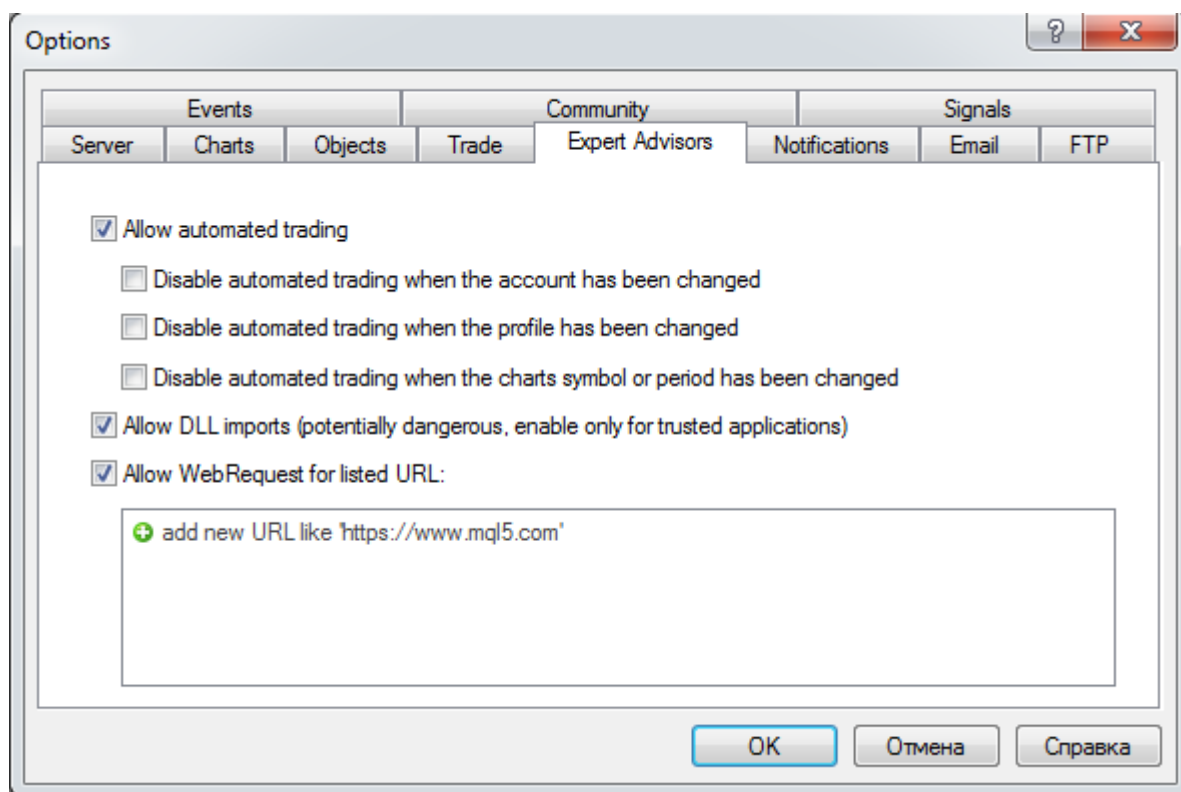 Options
Events Community Signals
Server Charts Objects Trade Expert Advisors Notifications Email FTP
Allow automated trading
Disable automated trading when the account has been changed
Disable automated trading when the profile has been changed
Disable automated trading when the charts symbol or period has been changed
Allow DLL imports (potentially dangerous, enable only for trusted applications)
Allow WebRequest for listed URL:
add new URL like 'https://www.mql5.com'
OK Отмена Справка